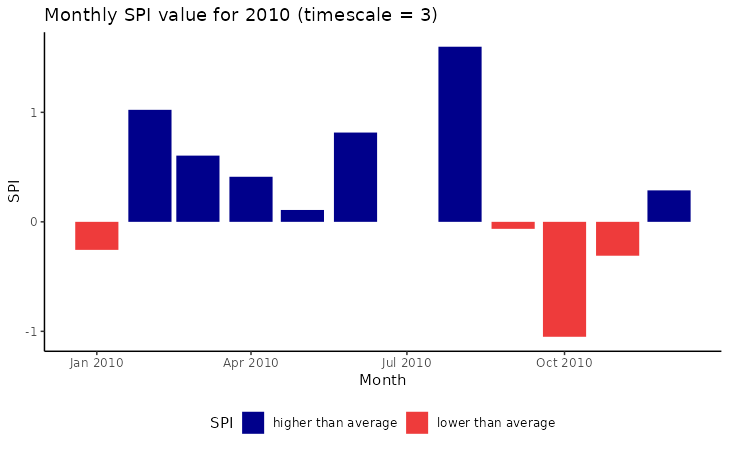 Monthly SPI value for 2010 (timescale = 3)
SPI
1
0
-1
Jan 2010 Apr 2010 Jul 2010 Oct 2010
Month
SPI higher than average lower than average